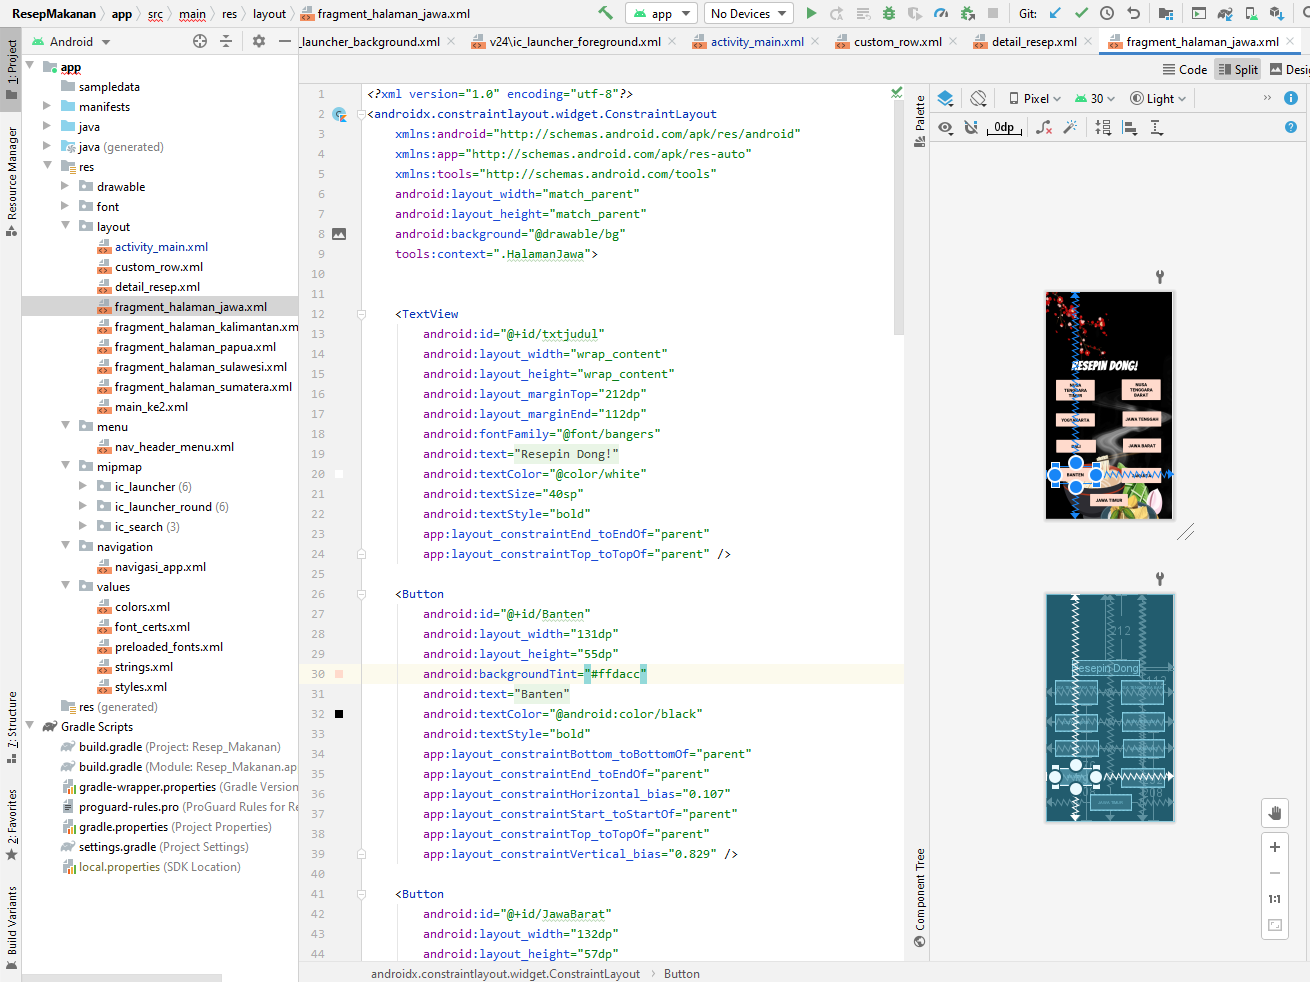 ResepMakanan app src main res layout fragment_halaman_jawa.xml app No Devices Git:
1: Project
Resource Manager
7: Structure
2: Favorites
Build Variants
Android
app
sampledata
manifests
java
java (generated)
res
drawable
font
layout
activity_main.xml
custom_row.xml
detail_resep.xml
fragment_halaman_jawa.xml
fragment_halaman_kalimantan.xm
fragment_halaman_papua.xml
fragment_halaman_sulawesi.xml
fragment_halaman_sumatera.xml
main_ke2.xml
menu
nav_header_menu.xml
mipmap
ic_launcher (6)
ic_launcher_round (6)
ic_search (3)
navigation
navigasi_app.xml
values
colors.xml
font_certs.xml
preloaded_fonts.xml
strings.xml
styles.xml
res (generated)
Gradle Scripts
build.gradle (Project: Resep_Makanan)
build.gradle (Module: Resep_Makanan.ap
gradle-wrapper.properties (Gradle Version
proguard-rules.pro (ProGuard Rules for Re
gradle.properties (Project Properties)
settings.gradle (Project Settings)
local.properties (SDK Location)
_launcher_background.xml v24\ic_launcher_foreground.xml activity_main.xml custom_row.xml detail_resep.xml fragment_halaman_jawa.xml
Code Split Desi
1 <?xml version="1.0" encoding="utf-8"?>
2 <androidx.constraintlayout.widget.ConstraintLayout
3 xmlns:android="http://schemas.android.com/apk/res/android"
4 xmlns:app="http://schemas.android.com/apk/res-auto"
5 xmlns:tools="http://schemas.android.com/tools"
6 android:layout_width="match_parent"
7 android:layout_height="match_parent"
8 android:background="@drawable/bg"
9 tools:context=".HalamanJawa">
10
11
12 <TextView
13 android:id="@+id/txtjudul"
14 android:layout_width="wrap_content"
15 android:layout_height="wrap_content"
16 android:layout_marginTop="212dp"
17 android:layout_marginEnd="112dp"
18 android:fontFamily="@font/bangers"
19 android:text="Resepin Dong!"
20 android:textColor="@color/white"
21 android:textSize="40sp"
22 android:textStyle="bold"
23 app:layout_constraintEnd_toEndOf="parent"
24 app:layout_constraintTop_toTopOf="parent" />
25
26 <Button
27 android:id="@+id/Banten"
28 android:layout_width="131dp"
29 android:layout_height="55dp"
30 android:backgroundTint="#ffdacc"
31 android:text="Banten"
32 android:textColor="@android:color/black"
33 android:textStyle="bold"
34 app:layout_constraintBottom_toBottomOf="parent"
35 app:layout_constraintEnd_toEndOf="parent"
36 app:layout_constraintHorizontal_bias="0.107"
37 app:layout_constraintStart_toStartOf="parent"
38 app:layout_constraintTop_toTopOf="parent"
39 app:layout_constraintVertical_bias="0.829" />
40
41 <Button
42 android:id="@+id/JawaBarat"
43 android:layout_width="132dp"
44 android:layout_height="57dp"
androidx.constraintlayout.widget.ConstraintLayout Button
Palette
Component Tree
Pixel 30 Light
0dp
RESEPIN DONG!
NUSA TENGGARA TIMUR
NUSA TENGGARA BARAT
YOGYAKARTA
JAWA TENGGAH
BALI
JAWA BARAT
BANTEN
JAWA TIMUR
212
Resepin Dong!
1:1